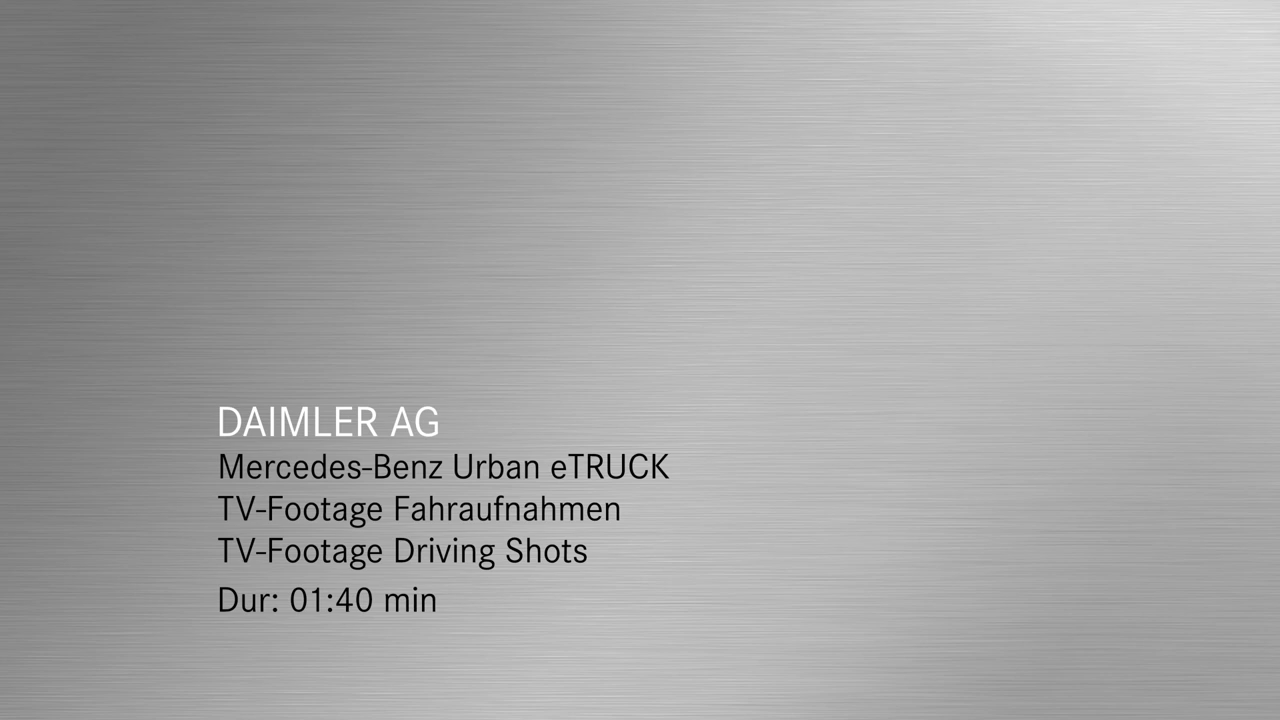 DAIMLER AG
Mercedes-Benz Urban eTRUCK
TV-Footage Fahraufnahmen
TV-Footage Driving Shots
Dur: 01:40 min